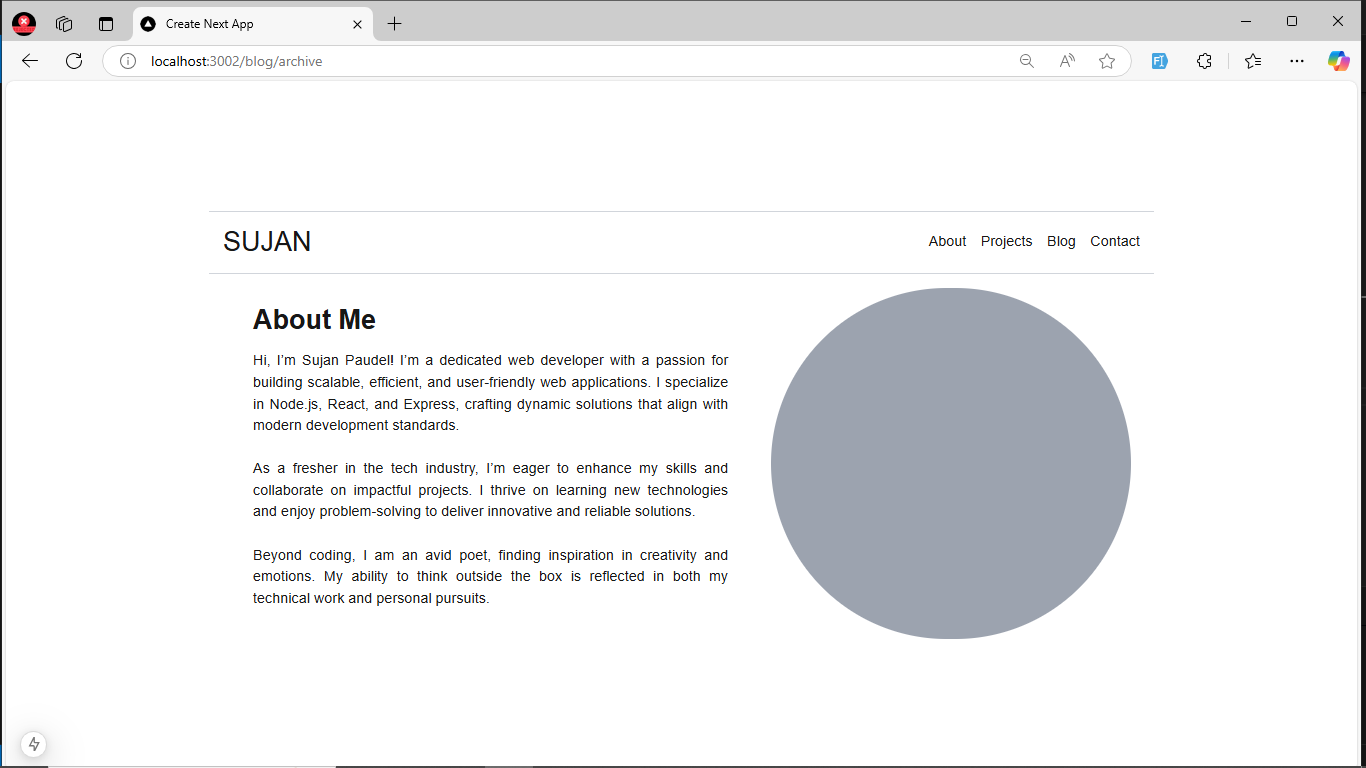 Create Next App
localhost:3002/blog/archive
SUJAN
About Projects Blog Contact
About Me
Hi, I’m Sujan Paudel! I’m a dedicated web developer with a passion for
building scalable, efficient, and user-friendly web applications. I specialize
in Node.js, React, and Express, crafting dynamic solutions that align with
modern development standards.
As a fresher in the tech industry, I’m eager to enhance my skills and
collaborate on impactful projects. I thrive on learning new technologies
and enjoy problem-solving to deliver innovative and reliable solutions.
Beyond coding, I am an avid poet, finding inspiration in creativity and
emotions. My ability to think outside the box is reflected in both my
technical work and personal pursuits.